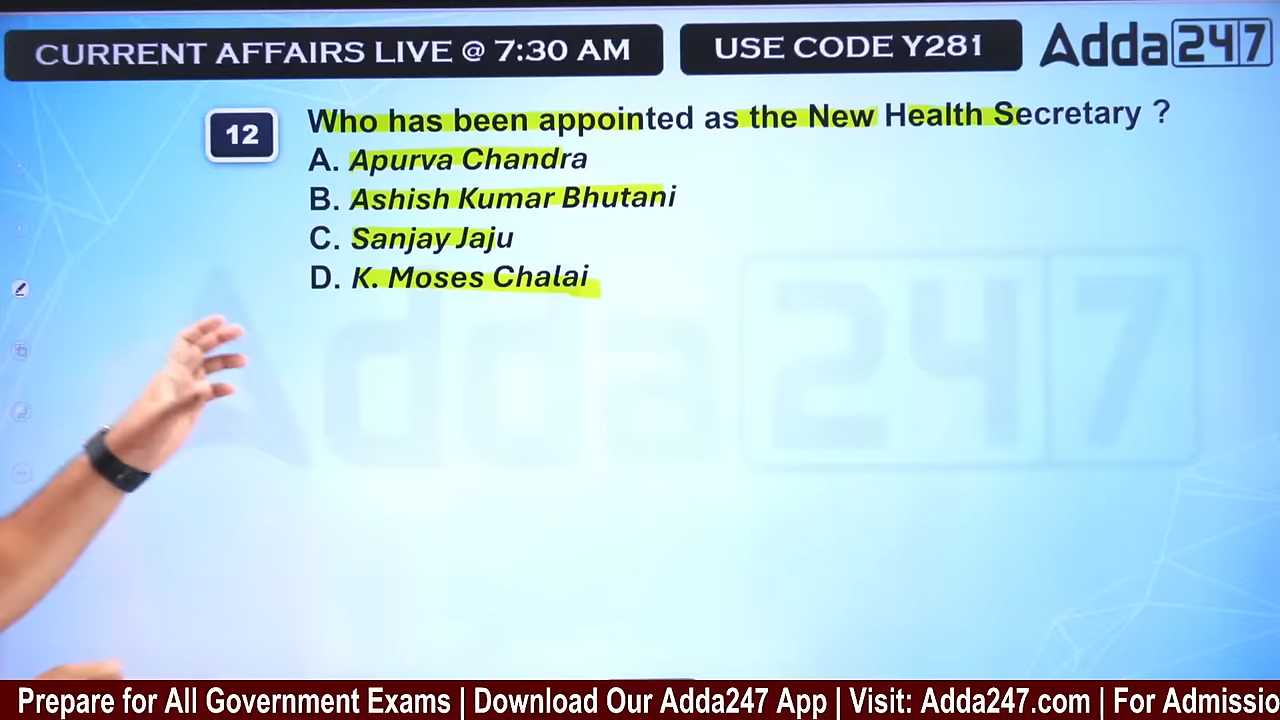 CURRENT AFFAIRS LIVE @ 7:30 AM
USE CODE Y281
Adda247
12
Who has been appointed as the New Health Secretary ?
A. Apurva Chandra
B. Ashish Kumar Bhutani
C. Sanjay Jaju
D. K. Moses Chalai
Adda247
Prepare for All Government Exams | Download Our Adda247 App | Visit: Adda247.com | For Admissio